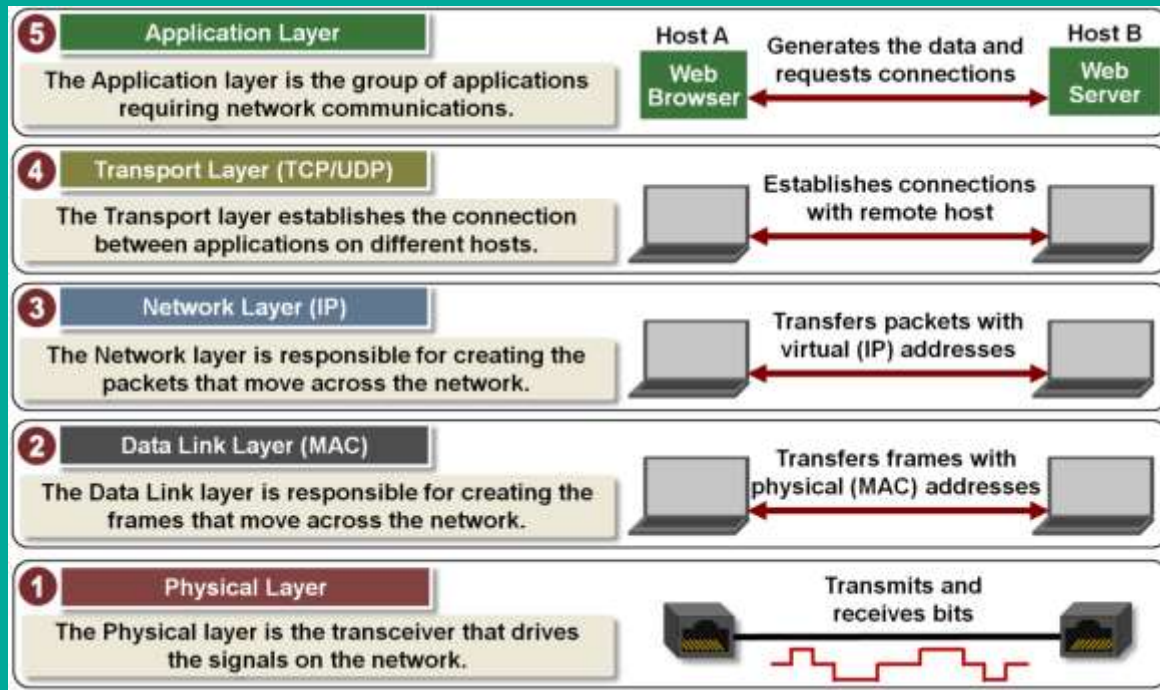 5
Application Layer
The Application layer is the group of applications
requiring network communications.
Host A
Web
Browser
Generates the data and
requests connections
Host B
Web
Server
4
Transport Layer (TCP/UDP)
The Transport layer establishes the connection
between applications on different hosts.
Establishes connections
with remote host
3
Network Layer (IP)
The Network layer is responsible for creating the
packets that move across the network.
Transfers packets with
virtual (IP) addresses
2
Data Link Layer (MAC)
The Data Link layer is responsible for creating the
frames that move across the network.
Transfers frames with
physical (MAC) addresses
1
Physical Layer
The Physical layer is the transceiver that drives
the signals on the network.
Transmits and
receives bits